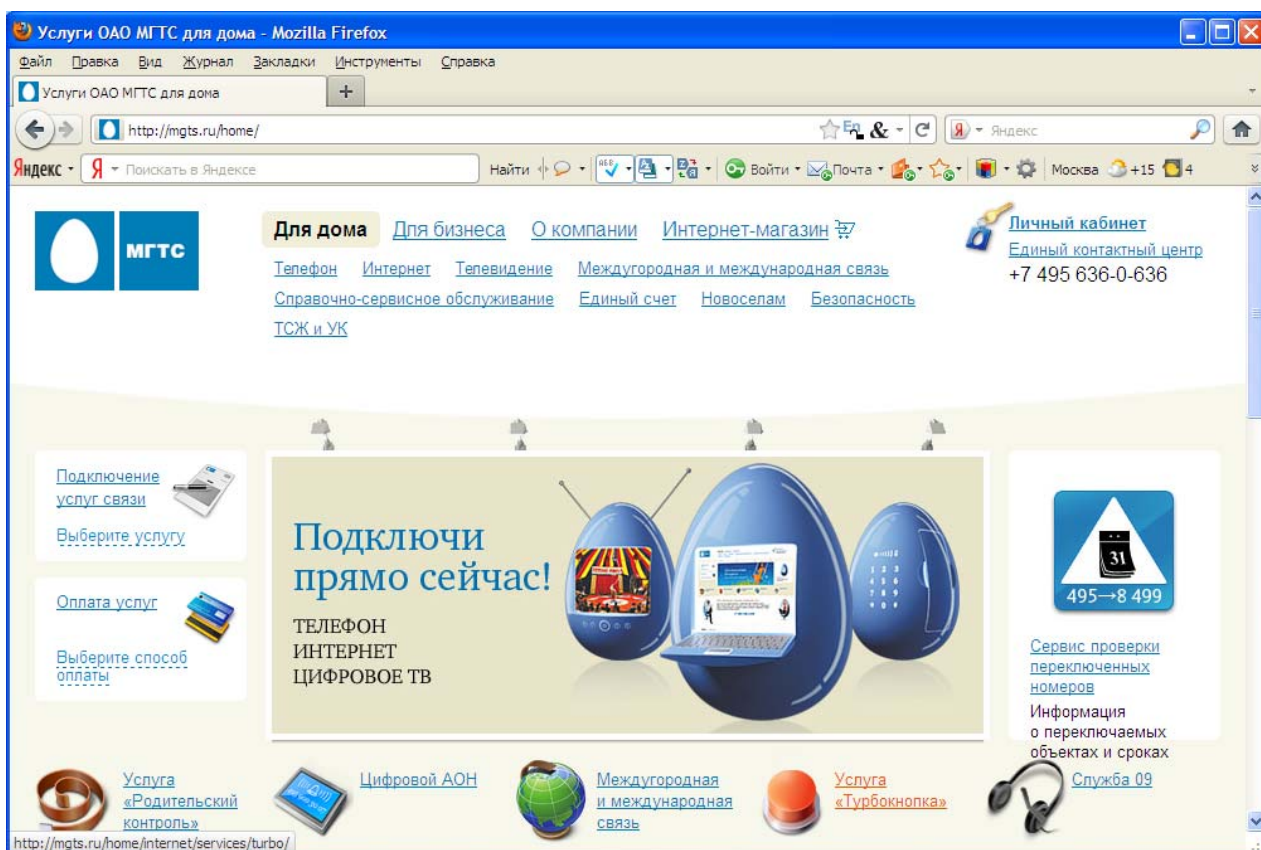 Услуги ОАО МГТС для дома - Mozilla Firefox
Файл Правка Вид Журнал Закладки Инструменты Справка
Услуги ОАО МГТС для дома +
http://mgts.ru/home/ & Я Яндекс
Яндекс Я Поискать в Яндексе Найти Войти Почта Москва +15 4
МГТС
Для дома Для бизнеса О компании Интернет-магазин
Телефон Интернет Телевидение Междугородная и международная связь
Справочно-сервисное обслуживание Единый счет Новоселам Безопасность
ТСЖ и УК
Личный кабинет
Единый контактный центр
+7 495 636-0-636
Подключение
услуг связи
Выберите услугу
Оплата услуг
Выберите способ
оплаты
Подключи
прямо сейчас!
ТЕЛЕФОН
ИНТЕРНЕТ
ЦИФРОВОЕ ТВ
31
495→8 499
Сервис проверки
переключенных
номеров
Информация
о переключаемых
объектах и сроках
Услуга
«Родительский
контроль»
Цифровой АОН
Междугородная
и международная
связь
Услуга
«Турбокнопка»
Служба 09
http://mgts.ru/home/internet/services/turbo/